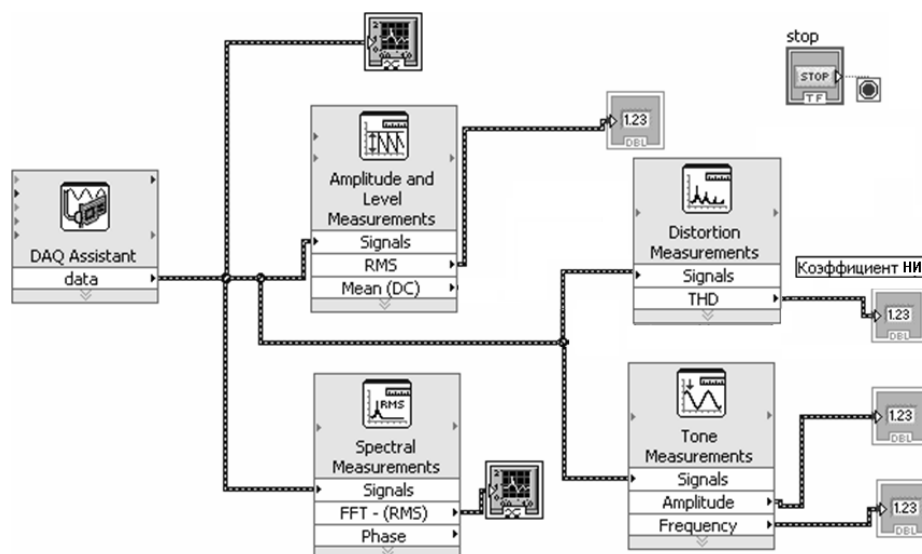 stop
STOP
TF
1.23
DBL
Amplitude and
Level
Measurements
Signals
RMS
Mean (DC)
DAQ Assistant
data
Distortion
Measurements
Signals
THD
Коэффициент НИ
1.23
DBL
RMS
Spectral
Measurements
Signals
FFT - (RMS)
Phase
Tone
Measurements
Signals
Amplitude
Frequency
1.23
DBL
1.23
DBL